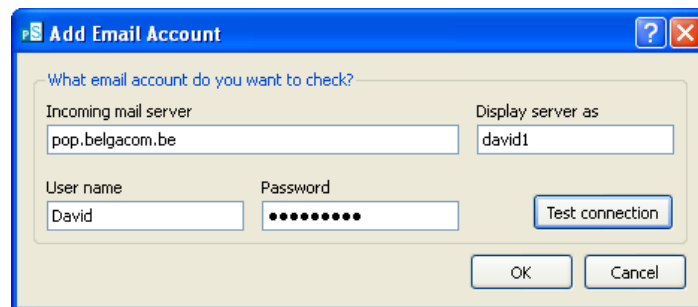 PS Add Email Account
What email account do you want to check?
Incoming mail server Display server as
pop.belgacom.be david1
User name Password
David ●●●●●●●●● Test connection
OK Cancel